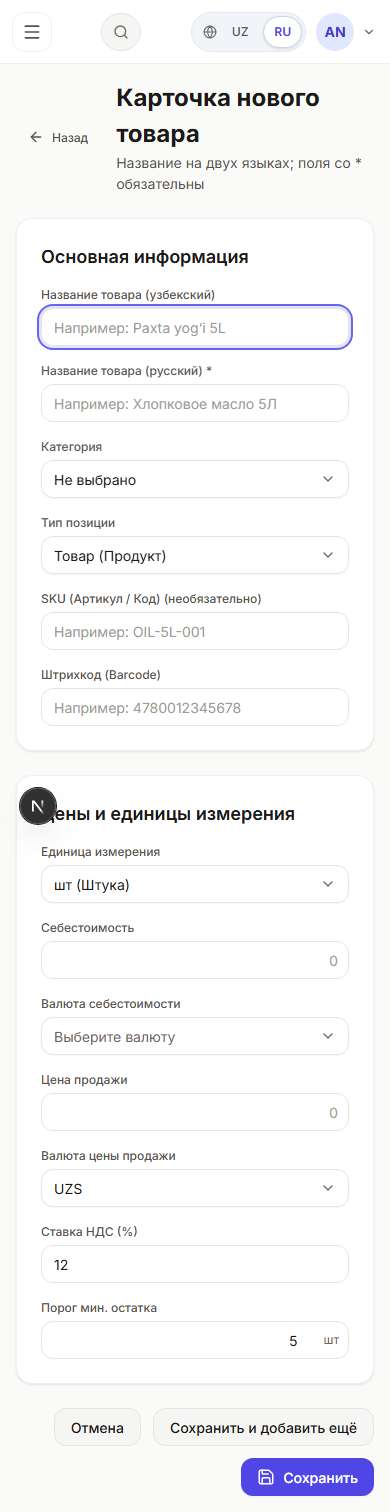 UZ
RU
AN
Назад
Карточка нового
товара
Название на двух языках; поля со *
обязательны
Основная информация
Название товара (узбекский)
Например: Paxta yog'i 5L
Название товара (русский) *
Например: Хлопковое масло 5Л
Категория
Не выбрано
Тип позиции
Товар (Продукт)
SKU (Артикул / Код) (необязательно)
Например: OIL-5L-001
Штрихкод (Barcode)
Например: 4780012345678
N
Цены и единицы измерения
Единица измерения
шт (Штука)
Себестоимость
0
Валюта себестоимости
Выберите валюту
Цена продажи
0
Валюта цены продажи
UZS
Ставка НДС (%)
12
Порог мин. остатка
5 шт
Отмена
Сохранить и добавить ещё
Сохранить